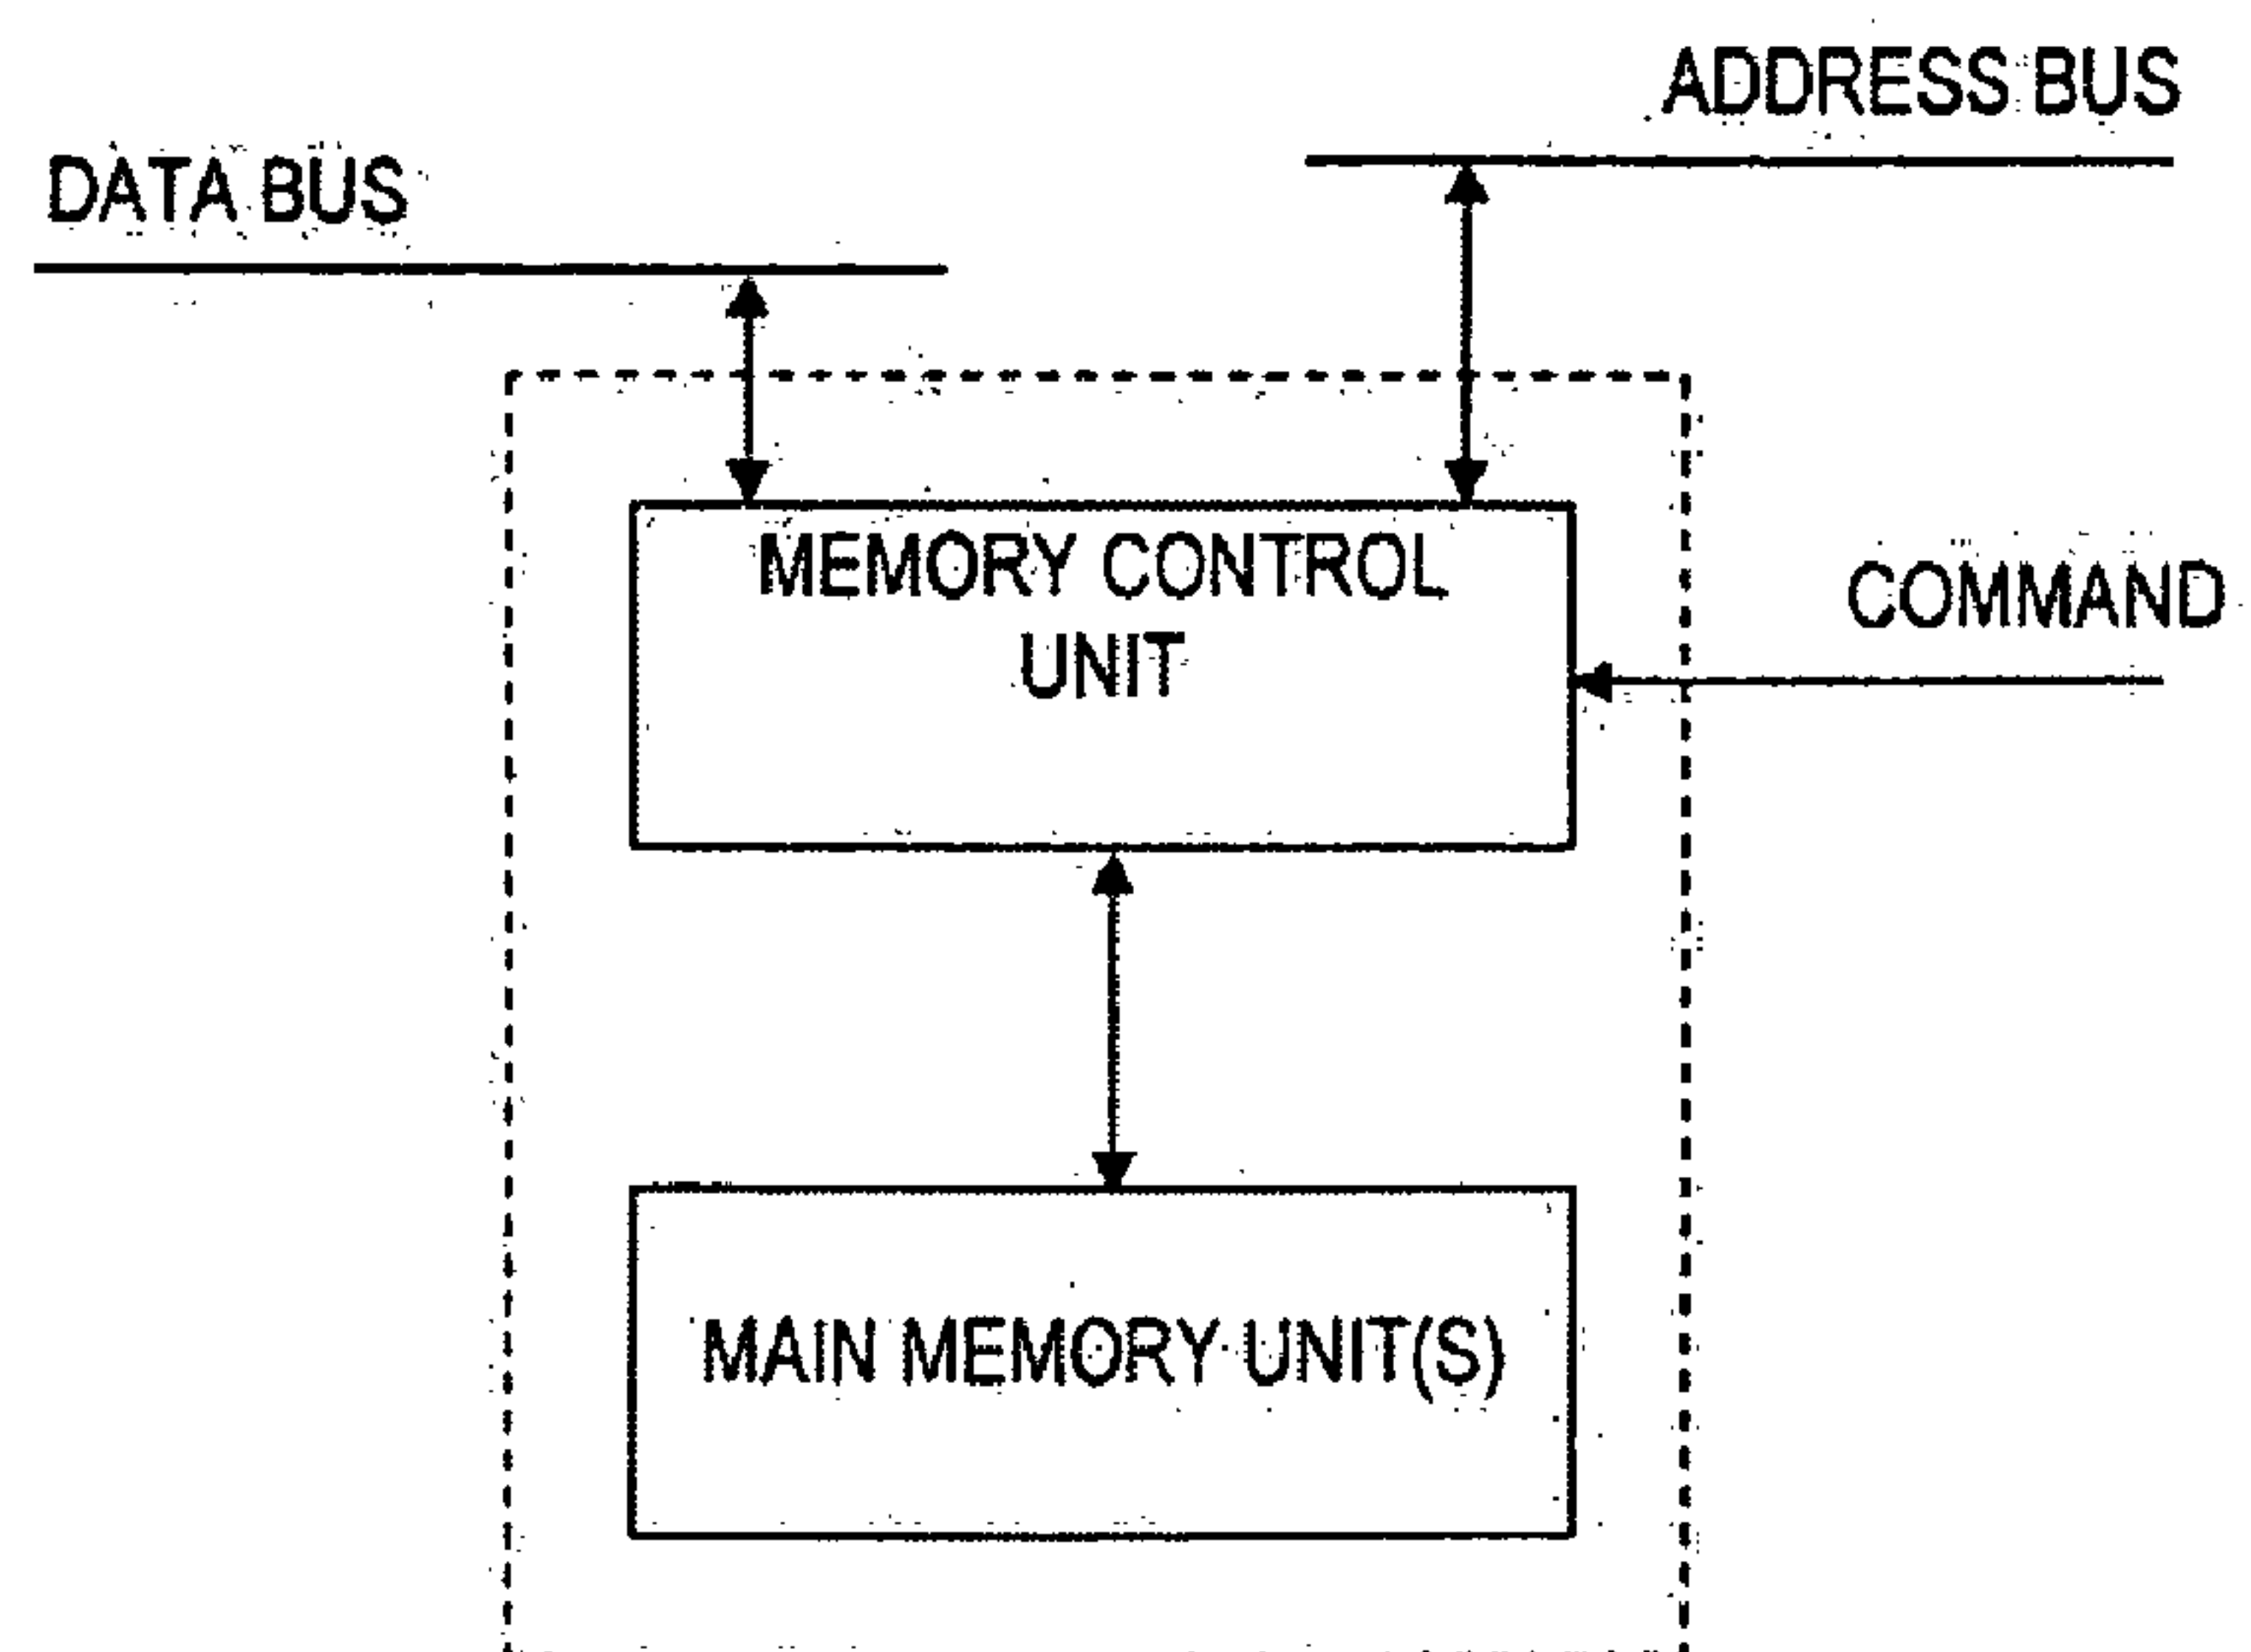 ADDRESS BUS
DATA BUS
MEMORY CONTROL
UNIT
COMMAND
MAIN MEMORY UNIT(S)